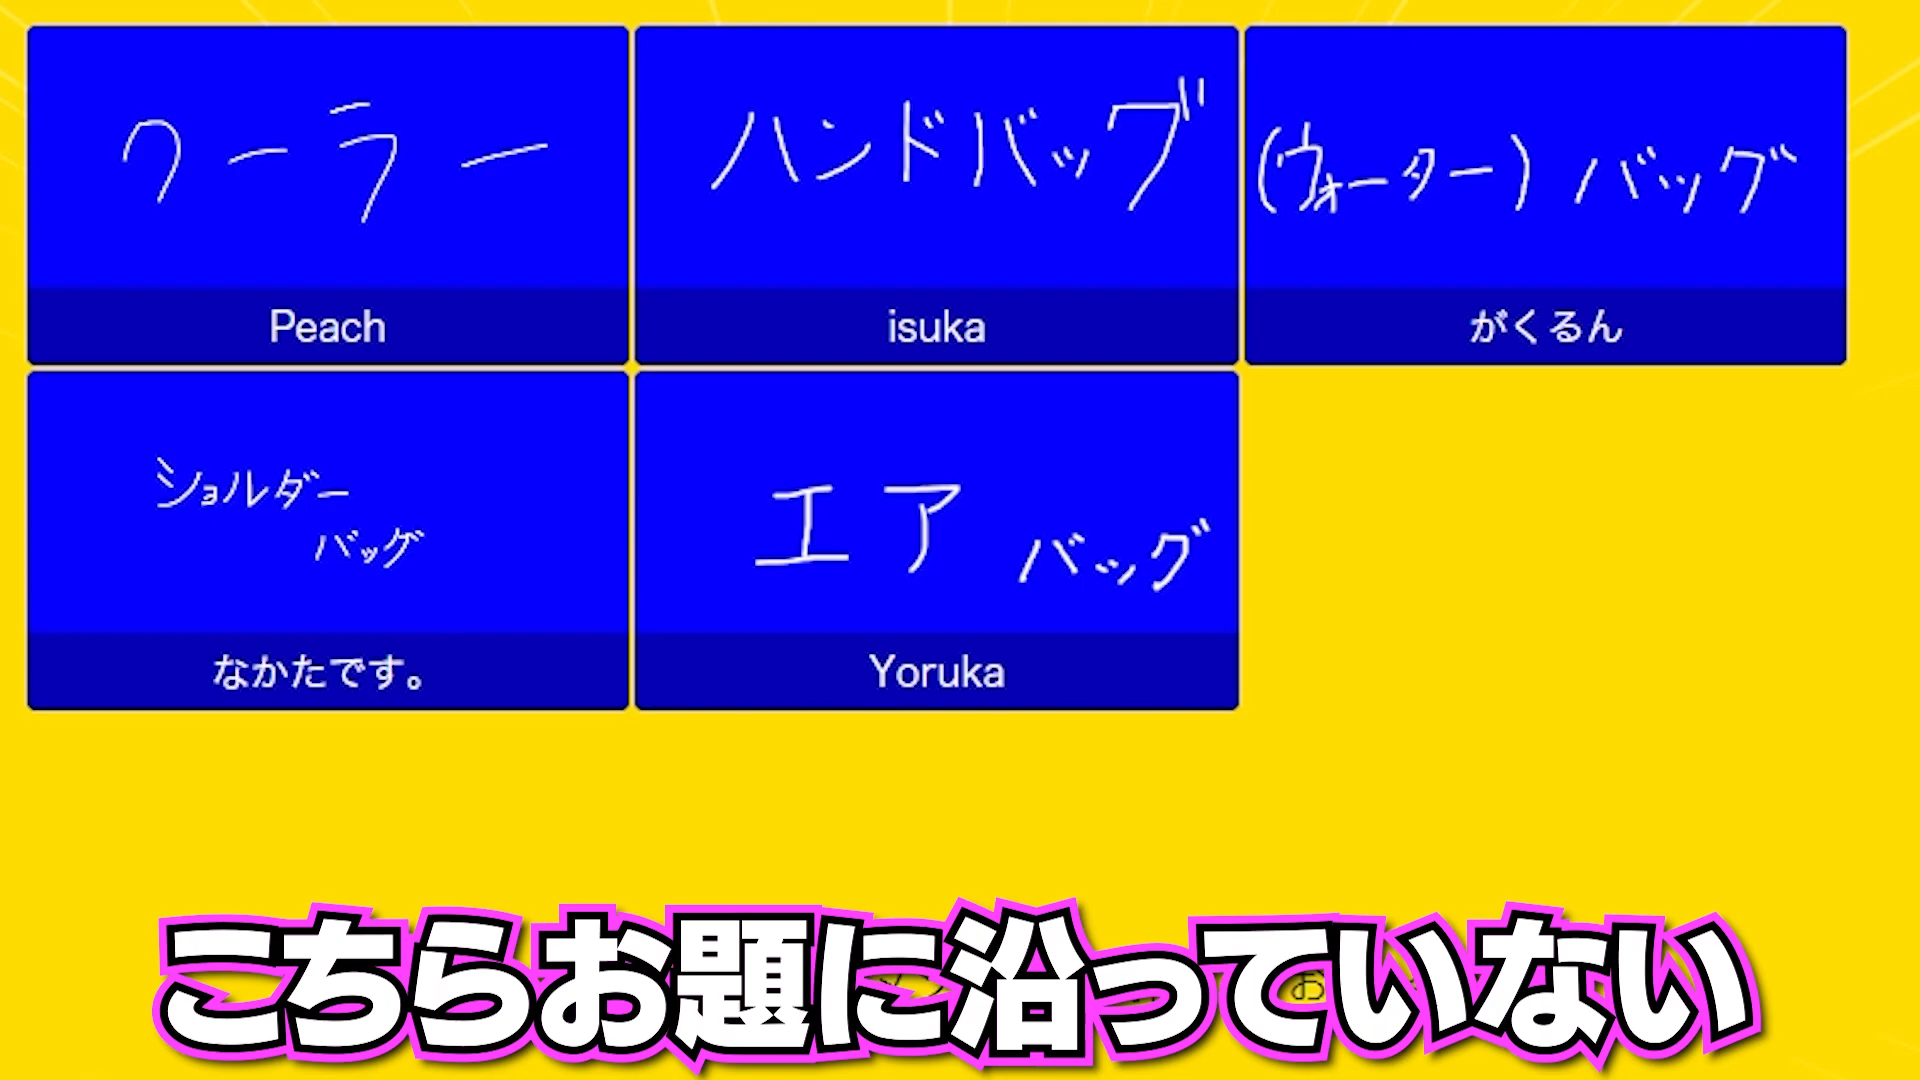 クーラー
Peach
ハンドバッグ
isuka
(ウォーター)バッグ
がくるん
ショルダー
バッグ
なかたです。
エア バッグ
Yoruka
こちらお題に沿っていない